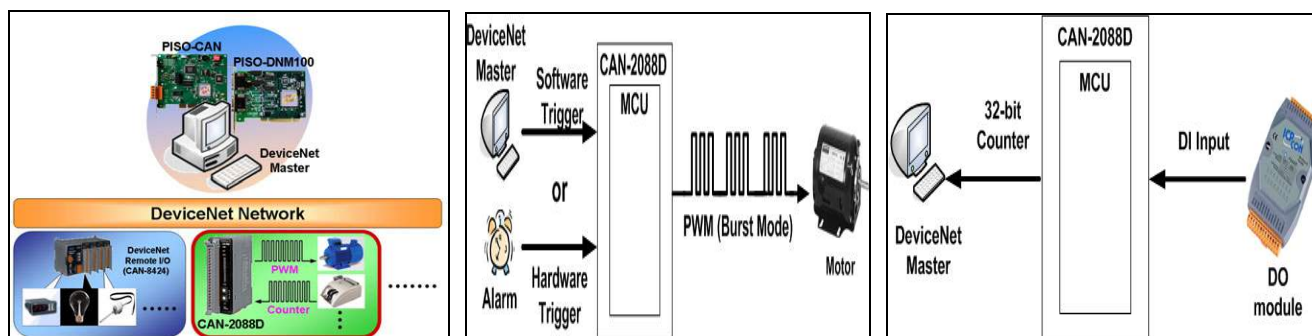 PISO-CAN
PISO-DNM100
DeviceNet
Master
DeviceNet Network
DeviceNet
Remote I/O
(CAN-8424)
PWM
Counter
CAN-2088D
DeviceNet
Master
Software
Trigger
or
Alarm
Hardware
Trigger
CAN-2088D
MCU
PWM (Burst Mode)
Motor
DeviceNet
Master
32-bit
Counter
CAN-2088D
MCU
DI Input
DO
module